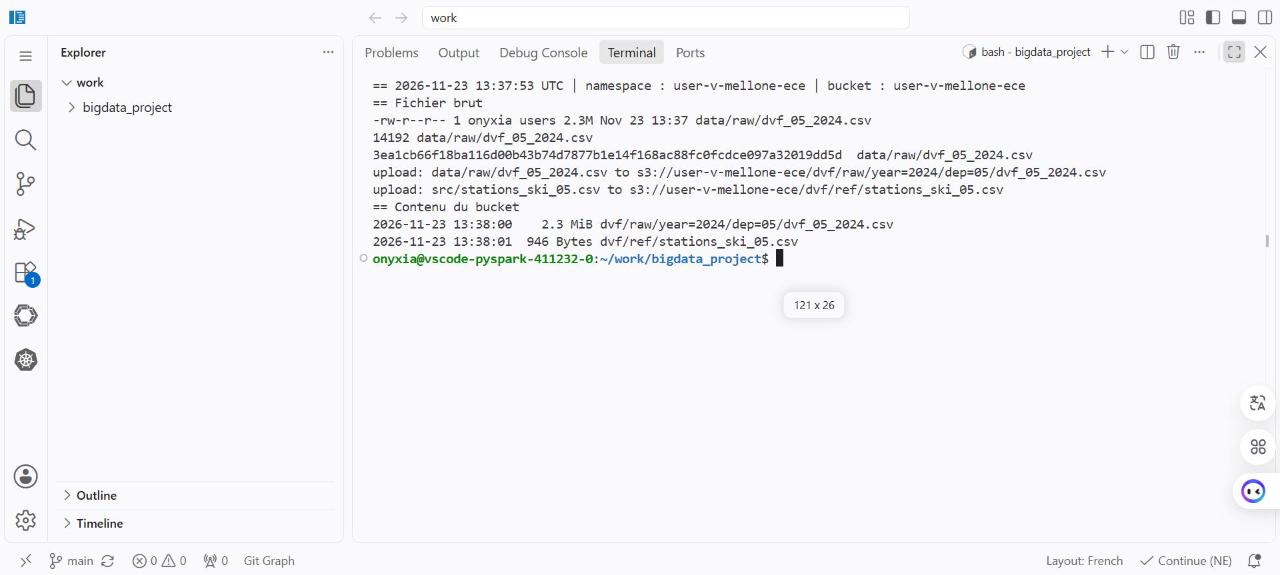 work
Explorer
work
bigdata_project
Outline
Timeline
Problems
Output
Debug Console
Terminal
Ports
bash - bigdata_project
== 2026-11-23 13:37:53 UTC | namespace : user-v-mellone-ece | bucket : user-v-mellone-ece
== Fichier brut
-rw-r--r-- 1 onyxia users 2.3M Nov 23 13:37 data/raw/dvf_05_2024.csv
14192 data/raw/dvf_05_2024.csv
3ea1cb66f18ba116d00b43b74d7877b1e14f168ac88fc0fcdce097a32019dd5d  data/raw/dvf_05_2024.csv
upload: data/raw/dvf_05_2024.csv to s3://user-v-mellone-ece/dvf/raw/year=2024/dep=05/dvf_05_2024.csv
upload: src/stations_ski_05.csv to s3://user-v-mellone-ece/dvf/ref/stations_ski_05.csv
== Contenu du bucket
2026-11-23 13:38:00    2.3 MiB dvf/raw/year=2024/dep=05/dvf_05_2024.csv
2026-11-23 13:38:01  946 Bytes dvf/ref/stations_ski_05.csv
onyxia@vscode-pyspark-411232-0:~/work/bigdata_project$
121 x 26
1
main
0
0
0
Git Graph
Layout: French
Continue (NE)